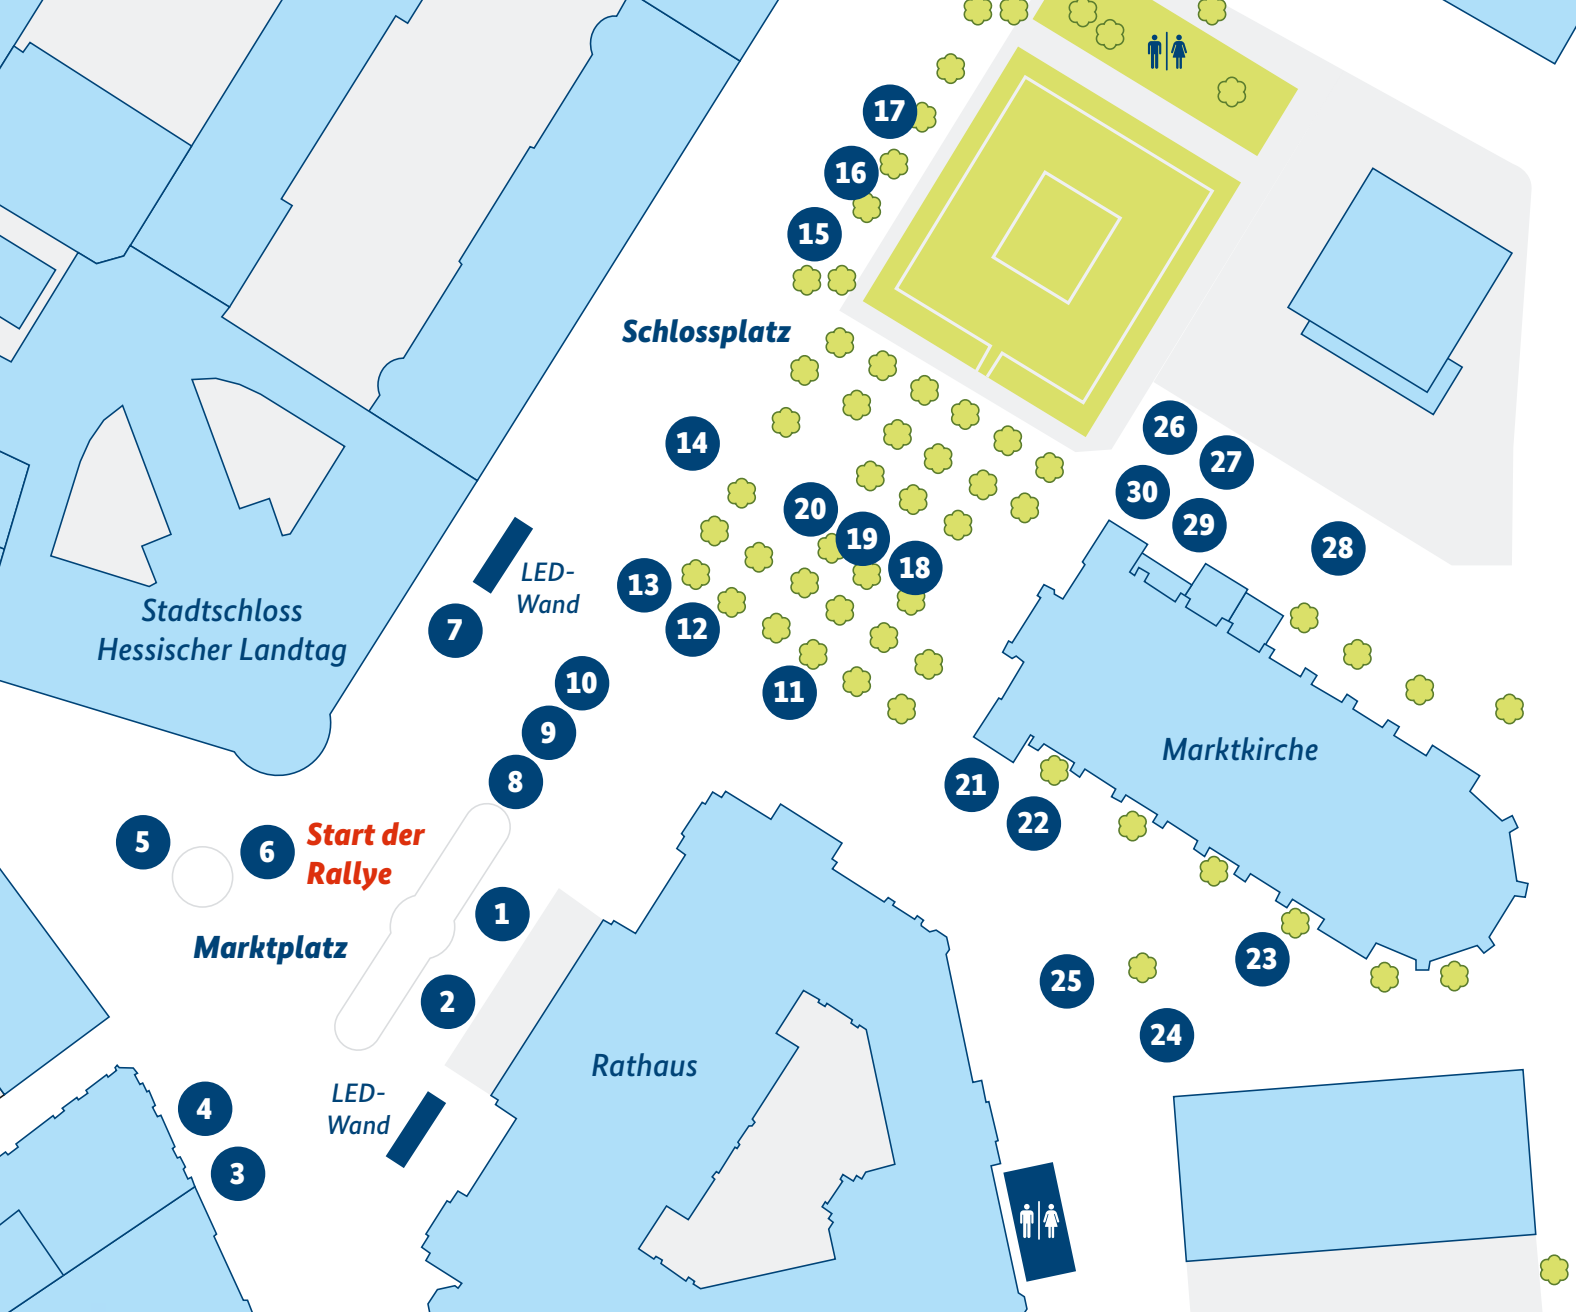 17
16
15
Schlossplatz
14
26
27
30
29
28
20
19
18
LED-
Wand
13
12
7
Stadtschloss
Hessischer Landtag
10
9
8
11
Marktkirche
21
22
5
6
Start der
Rallye
1
Marktplatz
2
23
25
24
Rathaus
LED-
Wand
4
3